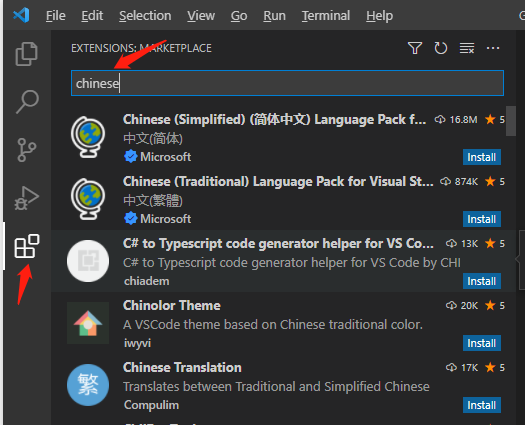 File Edit Selection View Go Run Terminal Help
EXTENSIONS: MARKETPLACE
chinese
Chinese (Simplified) (简体中文) Language Pack f... 16.8M 5
中文(简体)
Microsoft Install
Chinese (Traditional) Language Pack for Visual St... 874K 5
中文(繁體)
Microsoft Install
C# to Typescript code generator helper for VS Co... 13K 5
C# to Typescript code generator helper for VS Code by CHI
chiadem Install
Chinolor Theme 20K 5
A VSCode theme based on Chinese traditional color.
iwyvi Install
繁
Chinese Translation 17K 5
Translates between Traditional and Simplified Chinese
Compulim Install